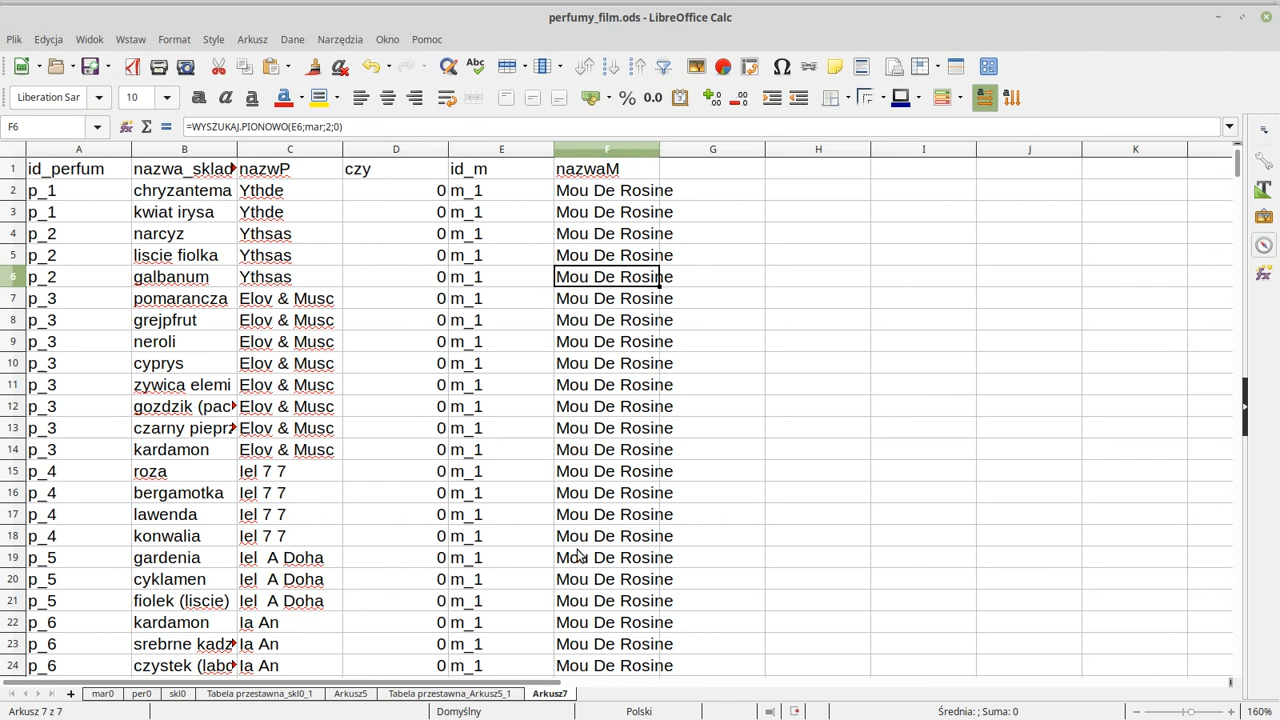 perfumy_film.ods - LibreOffice Calc
Plik Edycja Widok Wstaw Format Style Arkusz Dane Narzędzia Okno Pomoc
Liberation Sar 10
F6 =WYSZUKAJ.PIONOWO(E6;mar;2;0)
A B C D E F G H I J K
1 id_perfum nazwa_sklad nazwP czy id_m nazwaM
2 p_1 chryzantema Ythde 0 m_1 Mou De Rosine
3 p_1 kwiat irysa Ythde 0 m_1 Mou De Rosine
4 p_2 narcyz Ythsas 0 m_1 Mou De Rosine
5 p_2 liscie fiolka Ythsas 0 m_1 Mou De Rosine
6 p_2 galbanum Ythsas 0 m_1 Mou De Rosine
7 p_3 pomarancza Elov & Musc 0 m_1 Mou De Rosine
8 p_3 grejpfrut Elov & Musc 0 m_1 Mou De Rosine
9 p_3 neroli Elov & Musc 0 m_1 Mou De Rosine
10 p_3 cyprys Elov & Musc 0 m_1 Mou De Rosine
11 p_3 zywica elemi Elov & Musc 0 m_1 Mou De Rosine
12 p_3 gozdzik (pac Elov & Musc 0 m_1 Mou De Rosine
13 p_3 czarny pieprz Elov & Musc 0 m_1 Mou De Rosine
14 p_3 kardamon Elov & Musc 0 m_1 Mou De Rosine
15 p_4 roza Iel 7 7 0 m_1 Mou De Rosine
16 p_4 bergamotka Iel 7 7 0 m_1 Mou De Rosine
17 p_4 lawenda Iel 7 7 0 m_1 Mou De Rosine
18 p_4 konwalia Iel 7 7 0 m_1 Mou De Rosine
19 p_5 gardenia Iel A Doha 0 m_1 Mou De Rosine
20 p_5 cyklamen Iel A Doha 0 m_1 Mou De Rosine
21 p_5 fiolek (liscie) Iel A Doha 0 m_1 Mou De Rosine
22 p_6 kardamon Ia An 0 m_1 Mou De Rosine
23 p_6 srebrne kadz Ia An 0 m_1 Mou De Rosine
24 p_6 czystek (labd Ia An 0 m_1 Mou De Rosine
mar0 per0 skl0 Tabela przestawna_skl0_1 Arkusz5 Tabela przestawna_Arkusz5_1 Arkusz7
Arkusz 7 z 7 Domyślny Polski Średnia: ; Suma: 0 160%